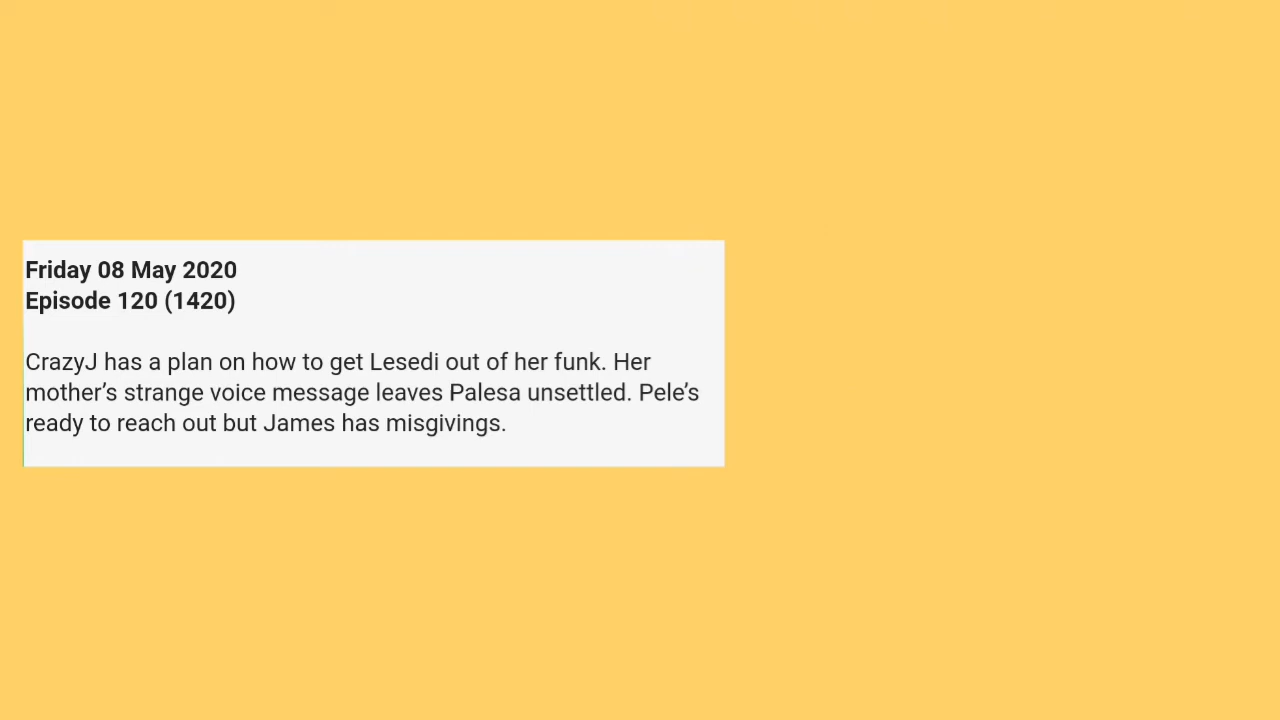 Friday 08 May 2020
Episode 120 (1420)
CrazyJ has a plan on how to get Lesedi out of her funk. Her
mother’s strange voice message leaves Palesa unsettled. Pele’s
ready to reach out but James has misgivings.